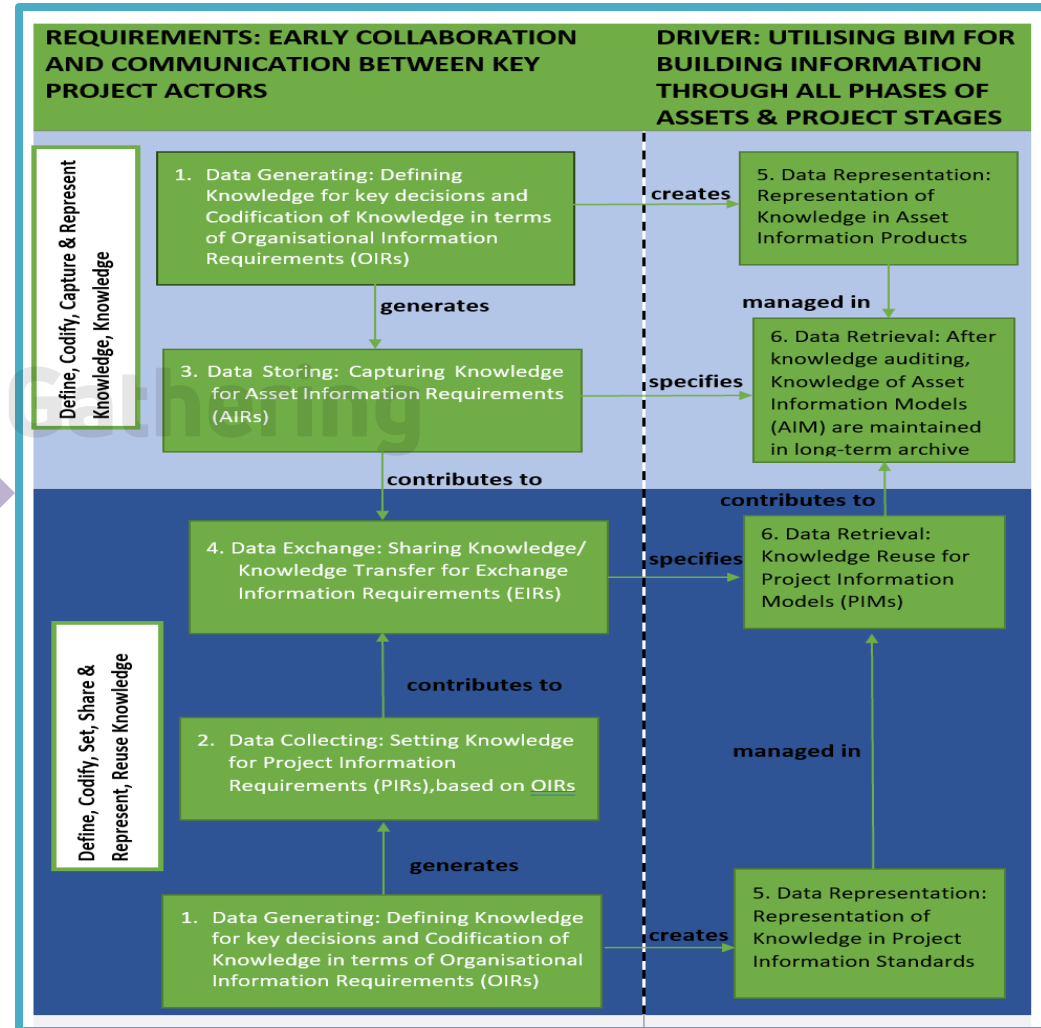 REQUIREMENTS: EARLY COLLABORATION
AND COMMUNICATION BETWEEN KEY
PROJECT ACTORS
DRIVER: UTILISING BIM FOR
BUILDING INFORMATION
THROUGH ALL PHASES OF
ASSETS & PROJECT STAGES
Define, Codify, Capture & Represent
Knowledge, Knowledge
Gathering
1. Data Generating: Defining
Knowledge for key decisions and
Codification of Knowledge in terms
of Organisational Information
Requirements (OIRs)
creates
5. Data Representation:
Representation of
Knowledge in Asset
Information Products
generates
managed in
3. Data Storing: Capturing Knowledge
for Asset Information Requirements
(AIRs)
specifies
6. Data Retrieval: After
knowledge auditing,
Knowledge of Asset
Information Models
(AIM) are maintained
in long-term archive
contributes to
contributes to
Define, Codify, Set, Share &
Represent, Reuse Knowledge
4. Data Exchange: Sharing Knowledge/
Knowledge Transfer for Exchange
Information Requirements (EIRs)
specifies
6. Data Retrieval:
Knowledge Reuse for
Project Information
Models (PIMs)
contributes to
2. Data Collecting: Setting Knowledge
for Project Information
Requirements (PIRs),based on OIRs
managed in
generates
1. Data Generating: Defining Knowledge
for key decisions and Codification of
Knowledge in terms of Organisational
Information Requirements (OIRs)
creates
5. Data Representation:
Representation of
Knowledge in Project
Information Standards